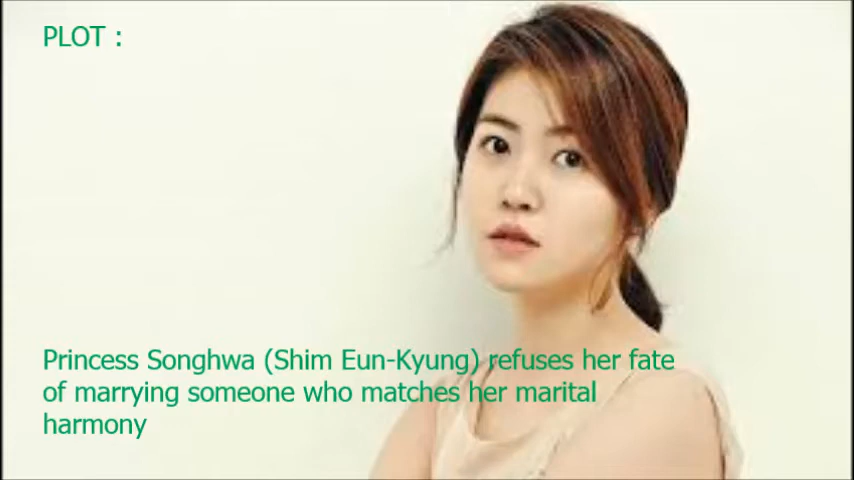 PLOT :
Princess Songhwa (Shim Eun-Kyung) refuses her fate
of marrying someone who matches her marital
harmony